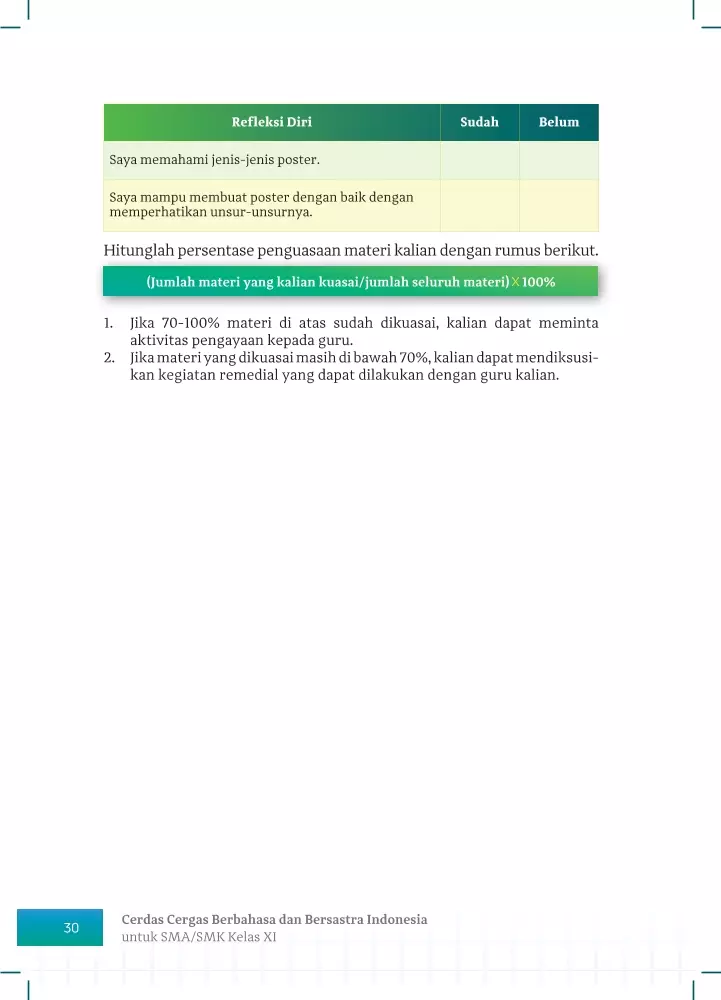 Refleksi Diri Sudah Belum
Saya memahami jenis-jenis poster.
Saya mampu membuat poster dengan baik dengan
memperhatikan unsur-unsurnya.
Hitunglah persentase penguasaan materi kalian dengan rumus berikut.
(Jumlah materi yang kalian kuasai/jumlah seluruh materi) X 100%
1. Jika 70-100% materi di atas sudah dikuasai, kalian dapat meminta
aktivitas pengayaan kepada guru.
2. Jika materi yang dikuasai masih di bawah 70%, kalian dapat mendiksusi-
kan kegiatan remedial yang dapat dilakukan dengan guru kalian.
30
Cerdas Cergas Berbahasa dan Bersastra Indonesia
untuk SMA/SMK Kelas XI